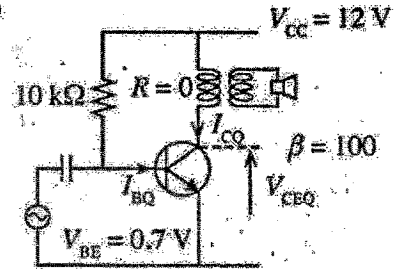 V_CC = 12 V
10 kΩ
R = 0
I_CQ
β = 100
I_BQ
V_CEQ
V_BE = 0.7 V